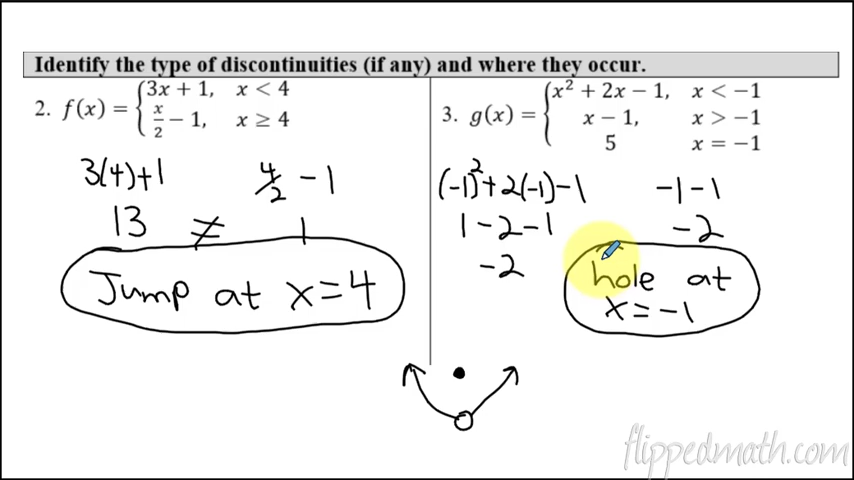 Identify the type of discontinuities (if any) and where they occur.
2. f(x) = { 3x + 1, x < 4
x/2 − 1, x ≥ 4
3(4)+1 4/2 −1
13 ≠ 1
Jump at x=4
3. g(x) = { x² + 2x − 1, x < −1
x − 1, x > −1
5 x = −1
(-1)²+2(-1)-1 -1-1
1-2-1 -2
-2
hole at
x=-1
flippedmath.com